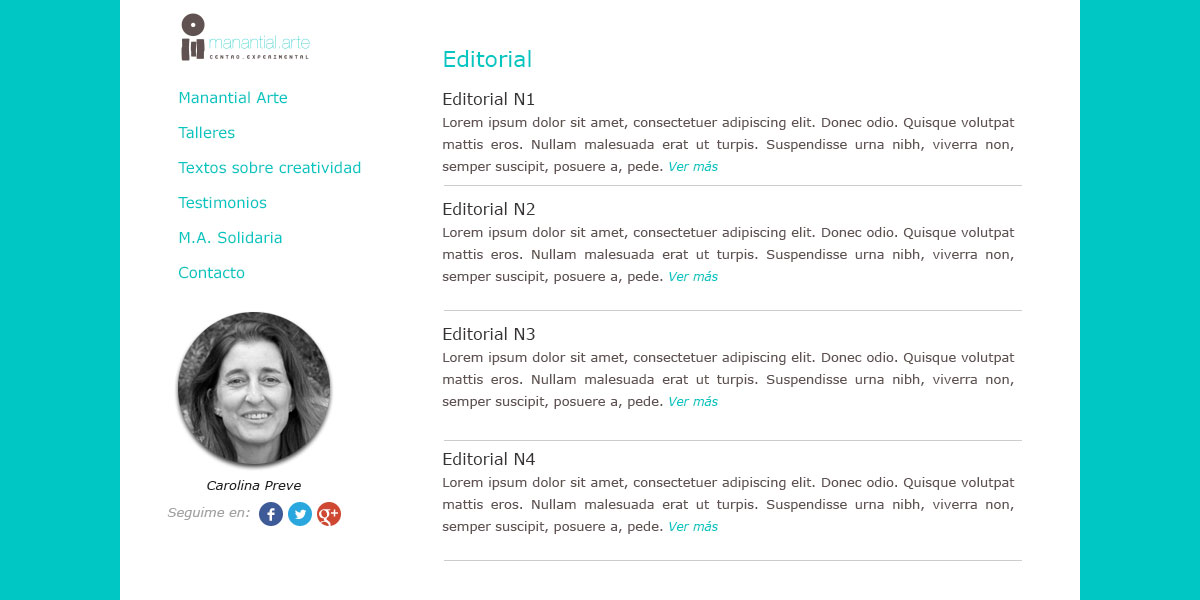 manantial.arte
CENTRO.EXPERIMENTAL
Manantial Arte
Talleres
Textos sobre creatividad
Testimonios
M.A. Solidaria
Contacto
Carolina Preve
Seguime en:
f
g+
Editorial
Editorial N1
Lorem ipsum dolor sit amet, consectetuer adipiscing elit. Donec odio. Quisque volutpat
mattis eros. Nullam malesuada erat ut turpis. Suspendisse urna nibh, viverra non,
semper suscipit, posuere a, pede. Ver más
Editorial N2
Lorem ipsum dolor sit amet, consectetuer adipiscing elit. Donec odio. Quisque volutpat
mattis eros. Nullam malesuada erat ut turpis. Suspendisse urna nibh, viverra non,
semper suscipit, posuere a, pede. Ver más
Editorial N3
Lorem ipsum dolor sit amet, consectetuer adipiscing elit. Donec odio. Quisque volutpat
mattis eros. Nullam malesuada erat ut turpis. Suspendisse urna nibh, viverra non,
semper suscipit, posuere a, pede. Ver más
Editorial N4
Lorem ipsum dolor sit amet, consectetuer adipiscing elit. Donec odio. Quisque volutpat
mattis eros. Nullam malesuada erat ut turpis. Suspendisse urna nibh, viverra non,
semper suscipit, posuere a, pede. Ver más